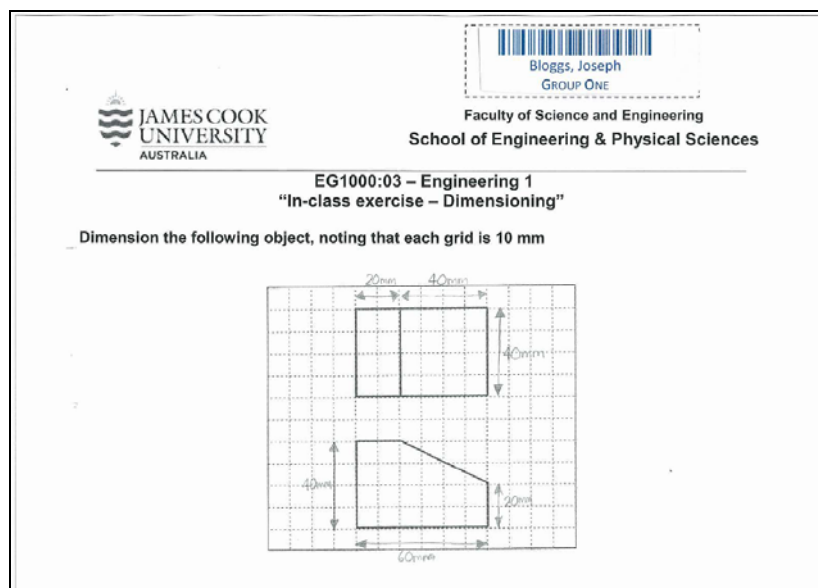 Bloggs, Joseph
GROUP ONE
JAMES COOK
UNIVERSITY
AUSTRALIA
Faculty of Science and Engineering
School of Engineering & Physical Sciences
EG1000:03 – Engineering 1
“In-class exercise – Dimensioning”
Dimension the following object, noting that each grid is 10 mm
20mm 40mm
40mm
40mm
20mm
60mm